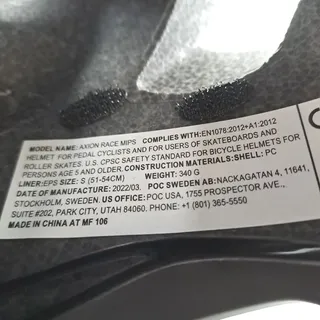 MODEL NAME: AXION RACE MIPS COMPLIES WITH:EN1078:2012+A1:2012
HELMET FOR PEDAL CYCLISTS AND FOR USERS OF SKATEBOARDS AND
ROLLER SKATES. U.S. CPSC SAFETY STANDARD FOR BICYCLE HELMETS FOR
PERSONS AGE 5 AND OLDER. CONSTRUCTION MATERIALS:SHELL: PC
LINER:EPS SIZE: S (51-54CM) WEIGHT: 340 G
DATE OF MANUFACTURE: 2022/03. POC SWEDEN AB: NACKAGATAN 4, 11641,
STOCKHOLM, SWEDEN. US OFFICE: POC USA, 1755 PROSPECTOR AVE.,
SUITE #202, PARK CITY, UTAH 84060. PHONE: +1 (801) 365-5550
MADE IN CHINA AT MF 106